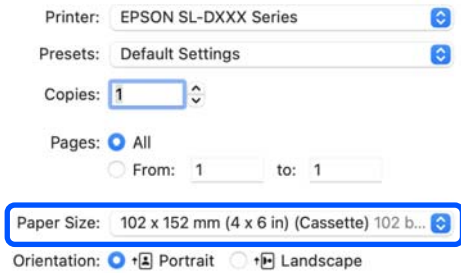 Printer: EPSON SL-DXXX Series
Presets: Default Settings
Copies: 1
Pages: All
From: 1 to: 1
Paper Size: 102 x 152 mm (4 x 6 in) (Cassette) 102 b...
Orientation: Portrait Landscape